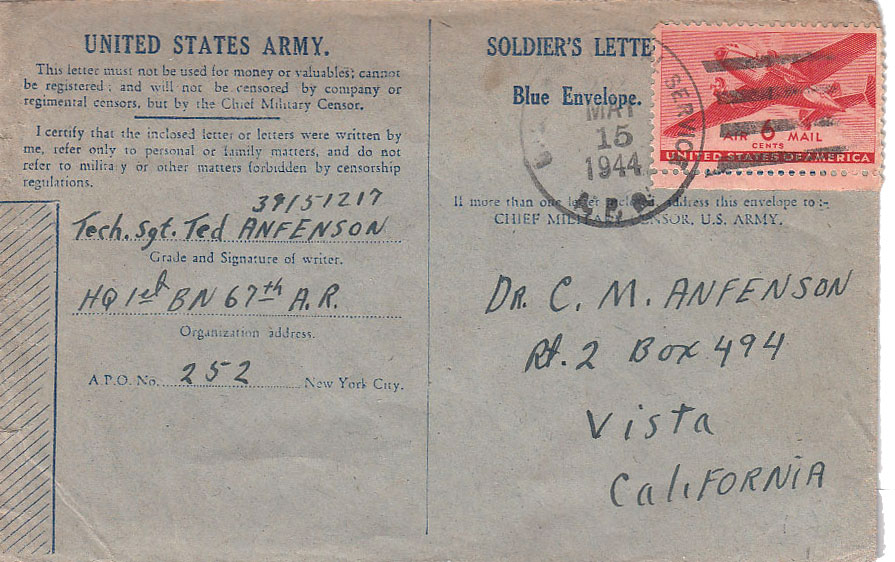 UNITED STATES ARMY.
This letter must not be used for money or valuables; cannot
be registered; and will not be censored by company or
regimental censors, but by the Chief Military Censor.
I certify that the inclosed letter or letters were written by
me, refer only to personal or family matters, and do not
refer to military or other matters forbidden by censorship
regulations.
39151217
Tech. Sgt. Ted ANFENSON
Grade and Signature of writer.
HQ 1st BN 67th A.R.
Organization address.
A.P.O. No. 252 New York City.
SOLDIER'S LETTE
Blue Envelope.
SERVICE
MAY
15
1944
A.P.O.
AIR 6 MAIL
CENTS
UNITED STATES OF AMERICA
If more than one letter inclosed, address this envelope to:-
CHIEF MILITARY CENSOR, U.S. ARMY.
DR. C. M. ANFENSON
Rt. 2 Box 494
Vista
CALIFORNIA